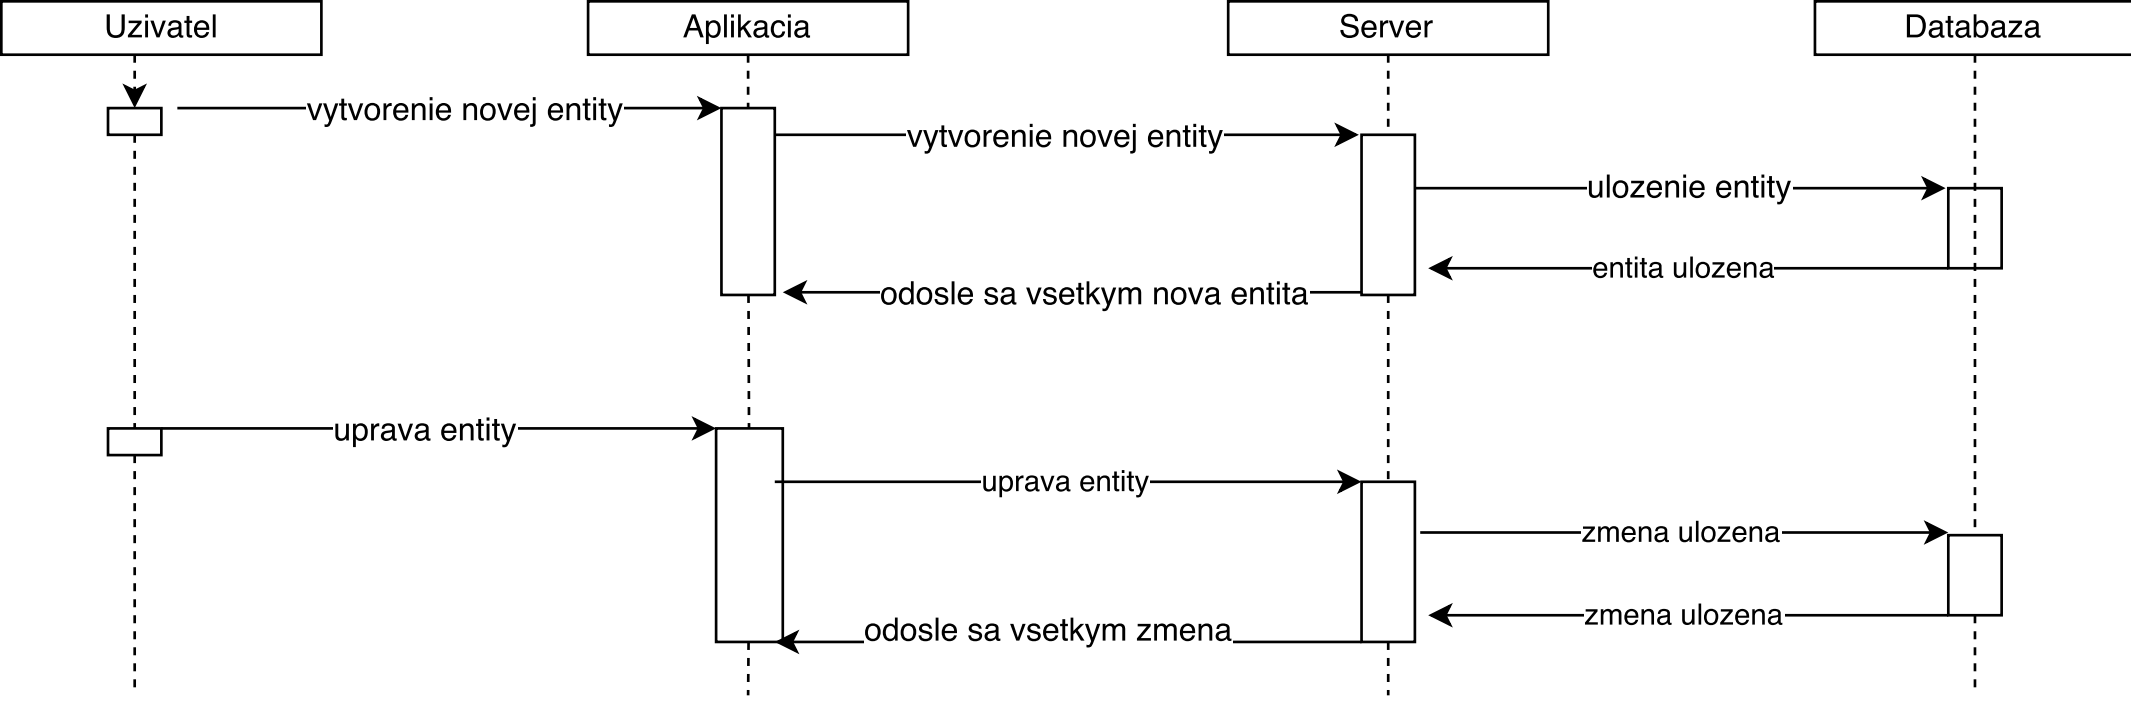 Uzivatel
Aplikacia
Server
Databaza
vytvorenie novej entity
vytvorenie novej entity
ulozenie entity
entita ulozena
odosle sa vsetkym nova entita
uprava entity
uprava entity
zmena ulozena
zmena ulozena
odosle sa vsetkym zmena